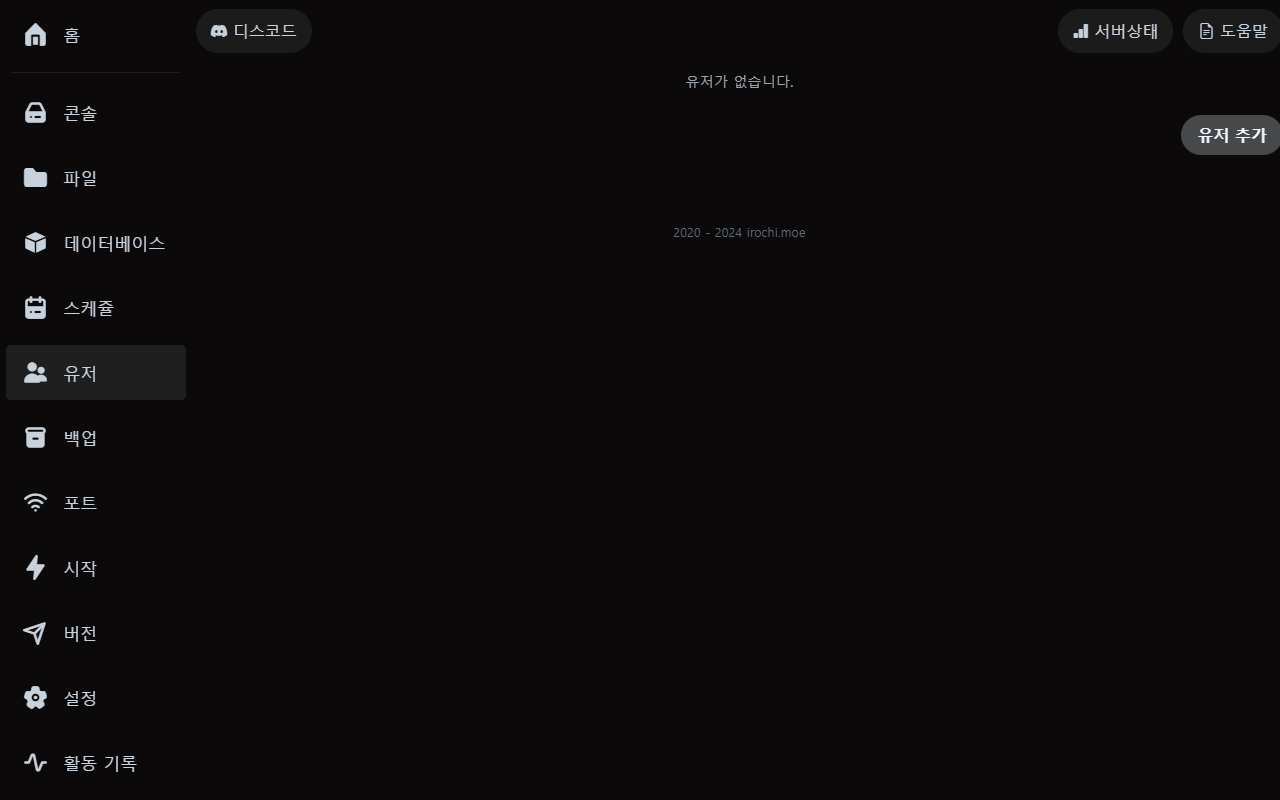 홈
콘솔
파일
데이터베이스
스케쥴
유저
백업
포트
시작
버전
설정
활동 기록
디스코드
서버상태
도움말
유저가 없습니다.
유저 추가
2020 - 2024 irochi.moe